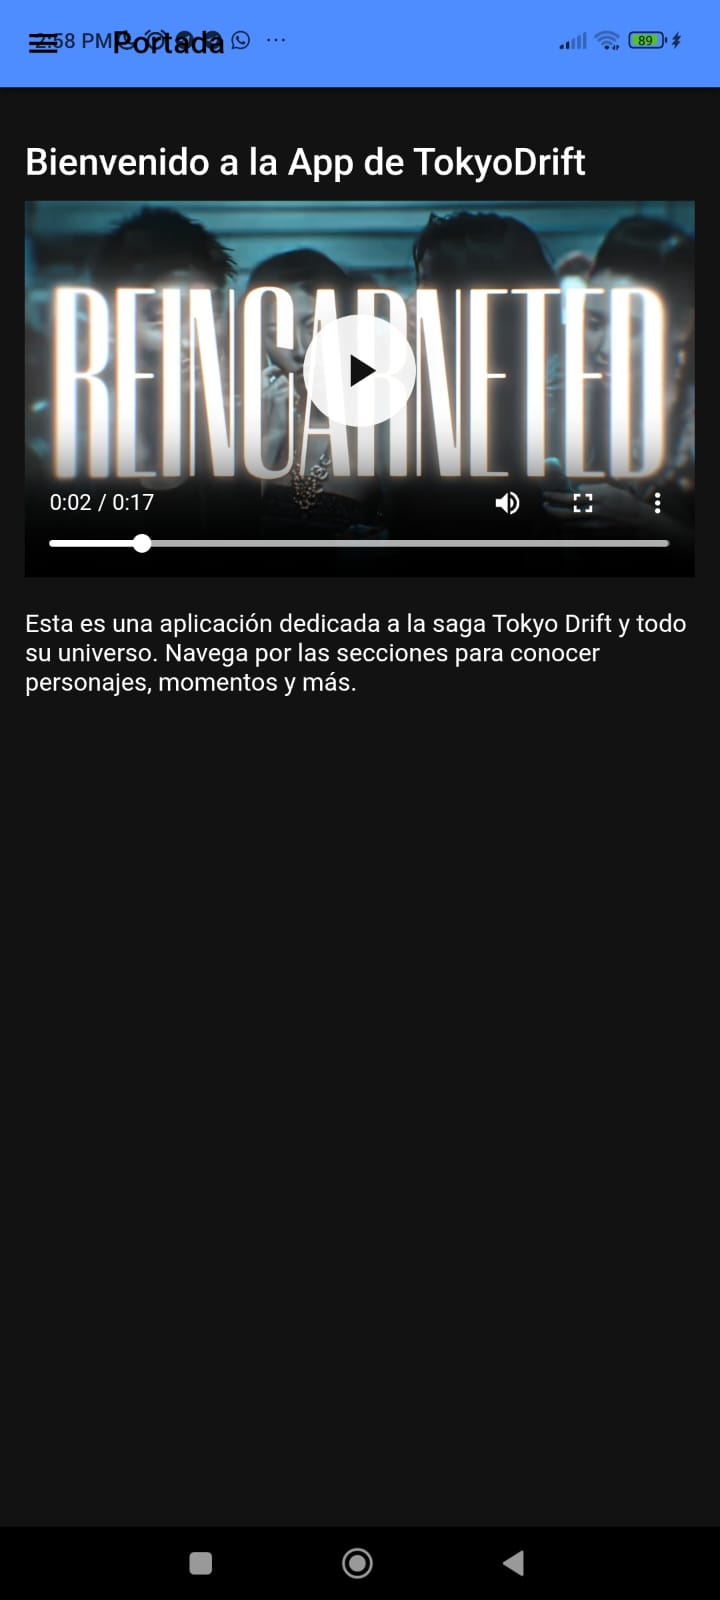 2:58 PM
Portada
89
Bienvenido a la App de TokyoDrift
REINCARNETED
0:02 / 0:17
Esta es una aplicación dedicada a la saga Tokyo Drift y todo
su universo. Navega por las secciones para conocer
personajes, momentos y más.